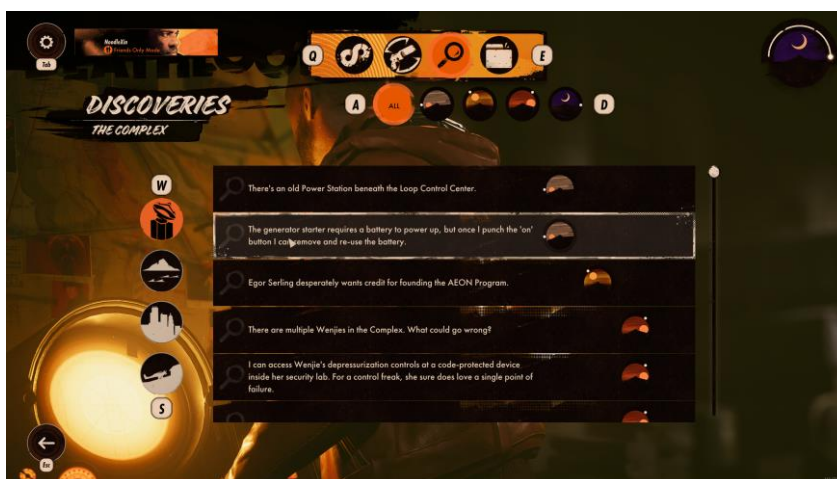 Tab
Needlixlix
Friends Only Mode
Q
E
DISCOVERIES
THE COMPLEX
A
ALL
D
W
There's an old Power Station beneath the Loop Control Center.
The generator starter requires a battery to power up, but once I punch the 'on'
button I can remove and re-use the battery.
Egor Serling desperately wants credit for founding the AEON Program.
There are multiple Wenjies in the Complex. What could go wrong?
I can access Wenjie's depressurization controls at a code-protected device
inside her security lab. For a control freak, she sure does love a single point of
failure.
S
Esc